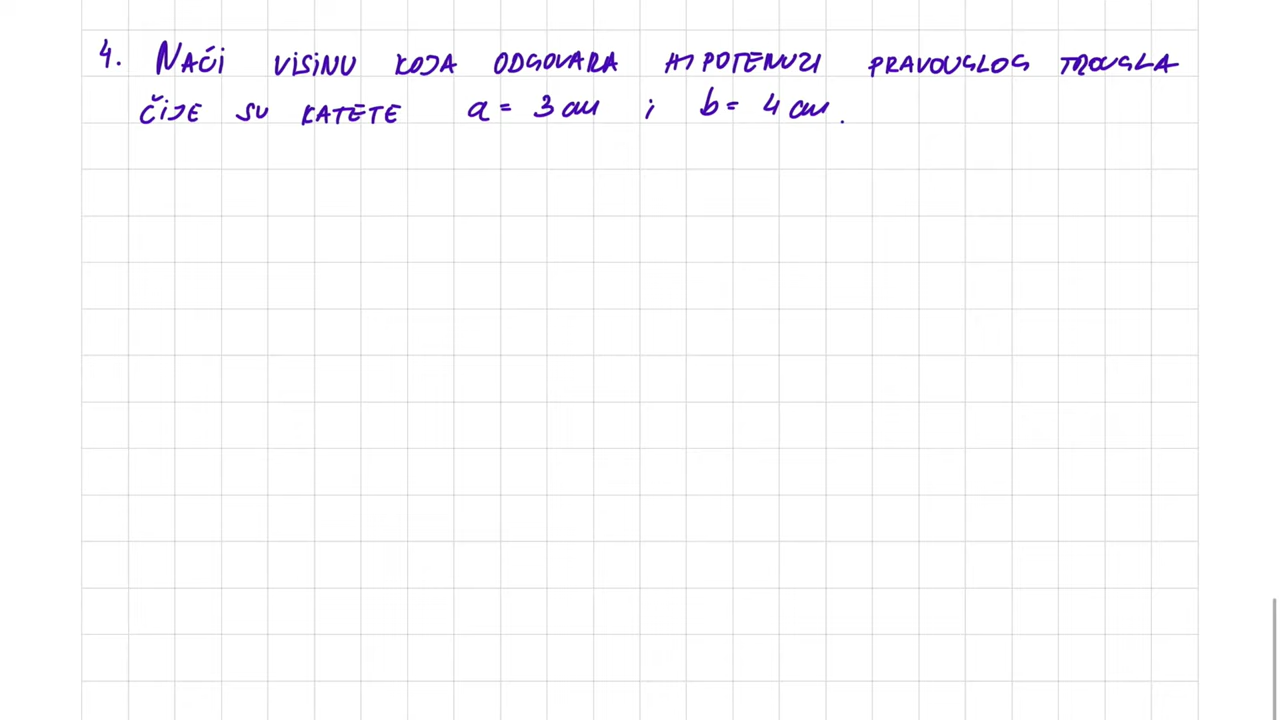 4. NAĆI VISINU KOJA ODGOVARA HIPOTENUZI PRAVOUGLOG TROUGLA
ČIJE SU KATETE a = 3 cm i b = 4 cm.